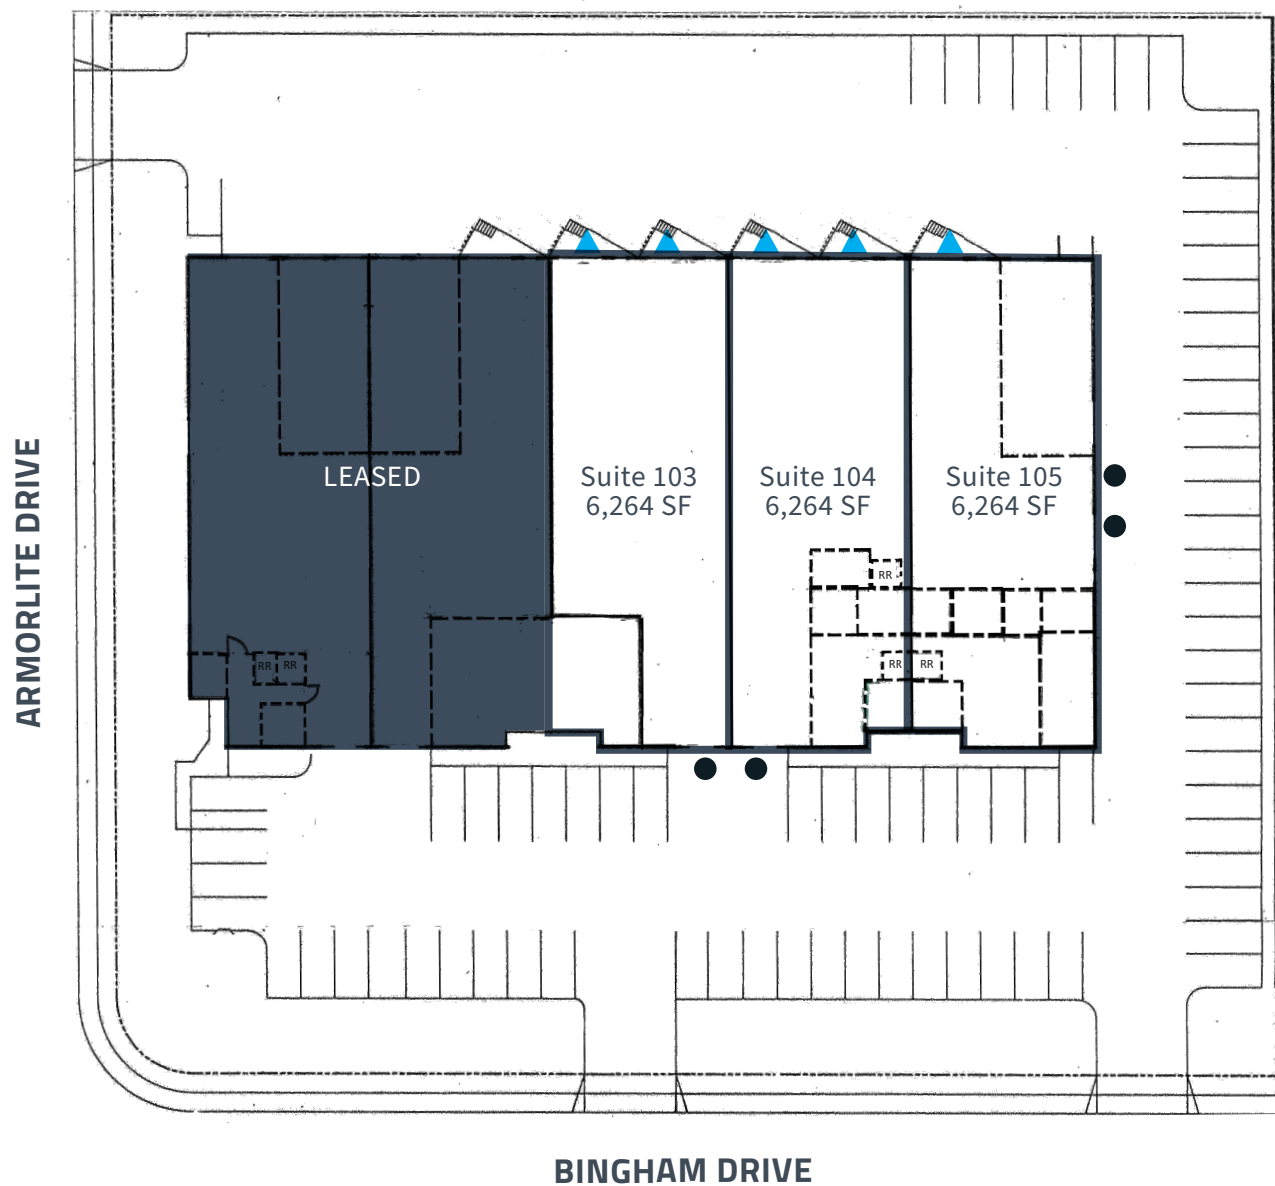 LEASED
Suite 103
6,264 SF
Suite 104
6,264 SF
Suite 105
6,264 SF
RR
RR
RR
RR
RR
ARMORLITE DRIVE
BINGHAM DRIVE